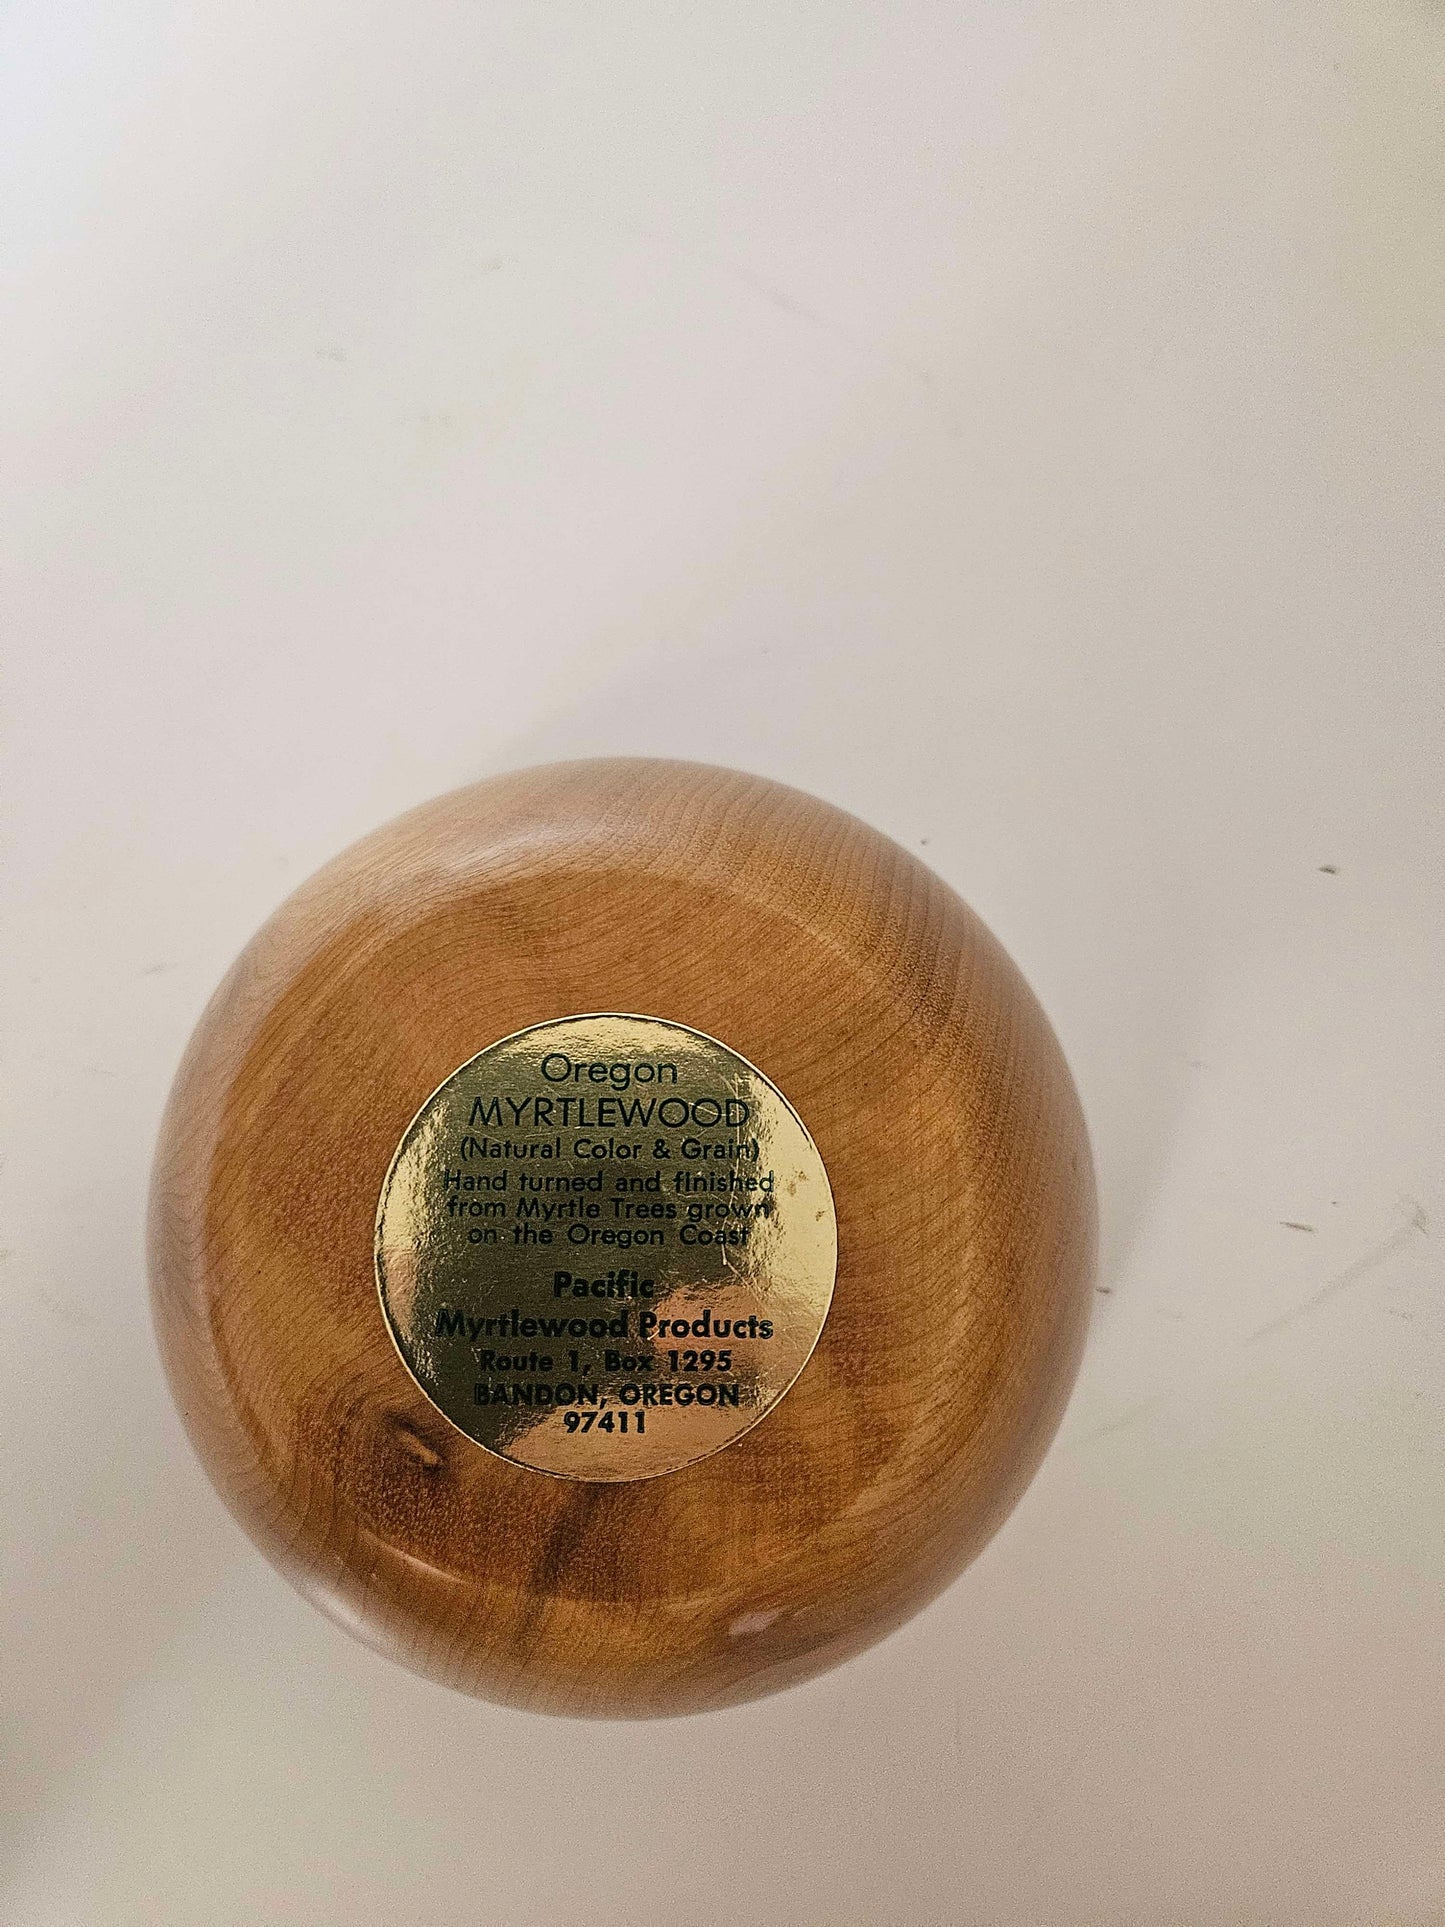 Oregon
MYRTLEWOOD
(Natural Color & Grain)
Hand turned and finished
from Myrtle Trees grown
on the Oregon Coast
Pacific
Myrtlewood Products
Route 1, Box 1295
BANDON, OREGON
97411